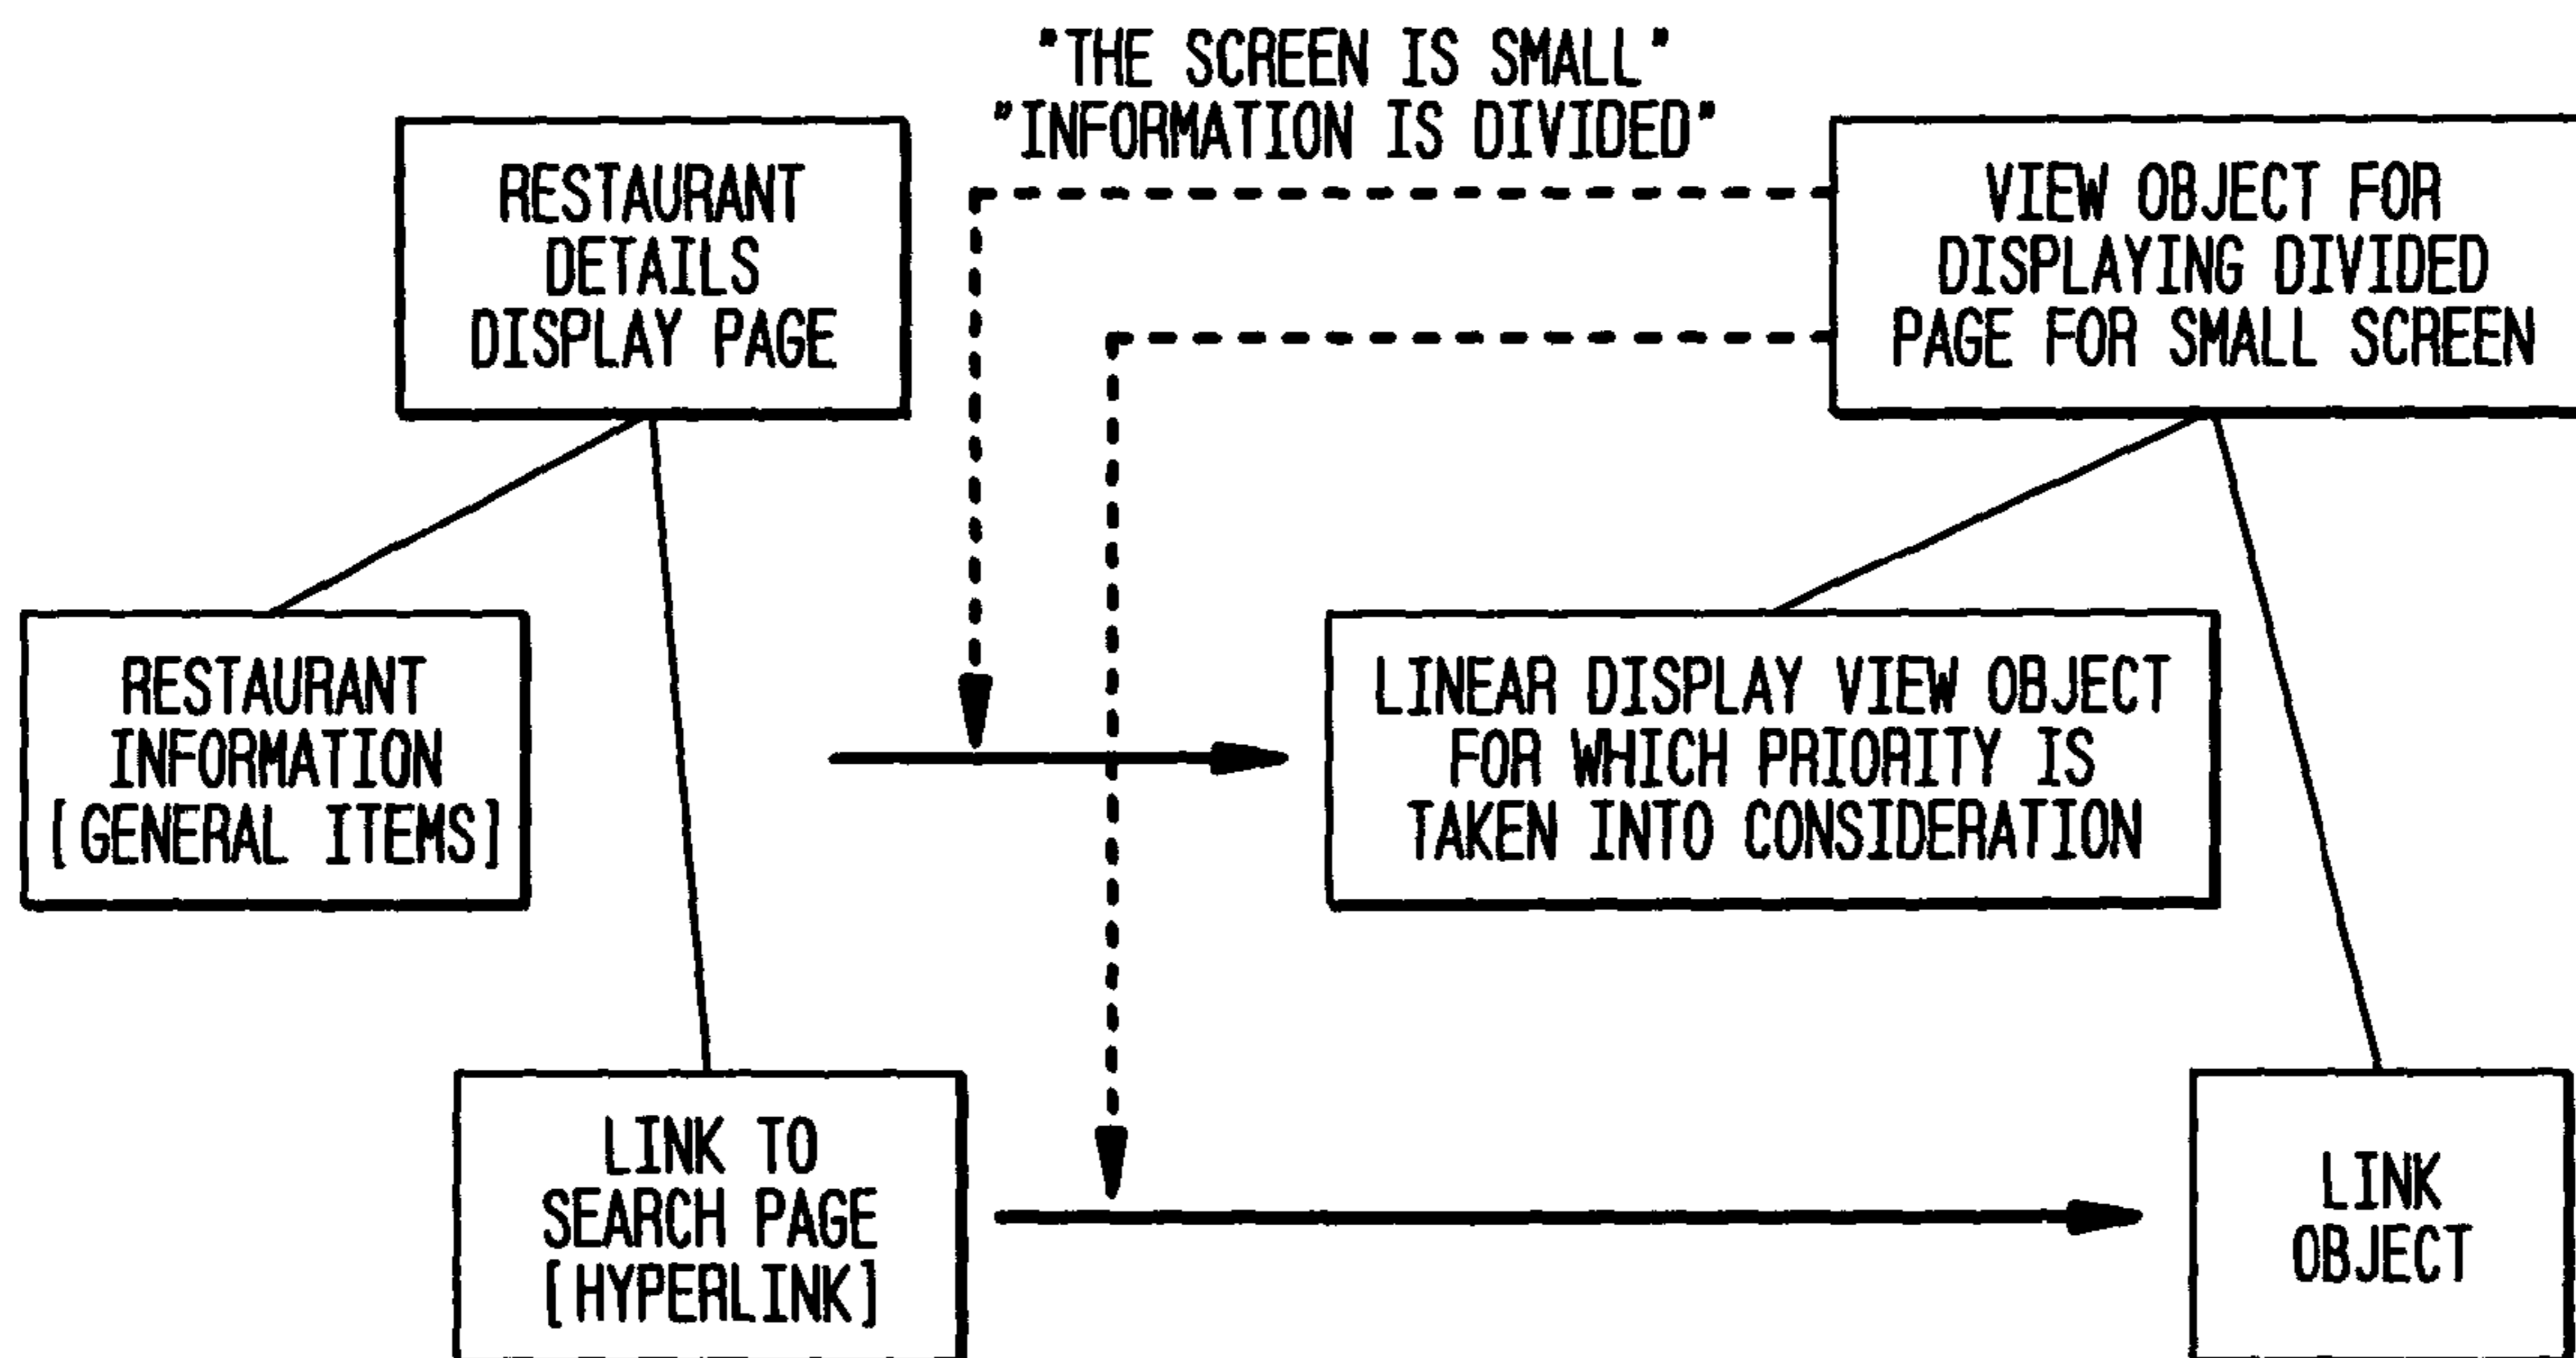 "THE SCREEN IS SMALL"
"INFORMATION IS DIVIDED"
RESTAURANT
DETAILS
DISPLAY PAGE
VIEW OBJECT FOR
DISPLAYING DIVIDED
PAGE FOR SMALL SCREEN
RESTAURANT
INFORMATION
[GENERAL ITEMS]
LINEAR DISPLAY VIEW OBJECT
FOR WHICH PRIORITY IS
TAKEN INTO CONSIDERATION
LINK TO
SEARCH PAGE
[HYPERLINK]
LINK
OBJECT